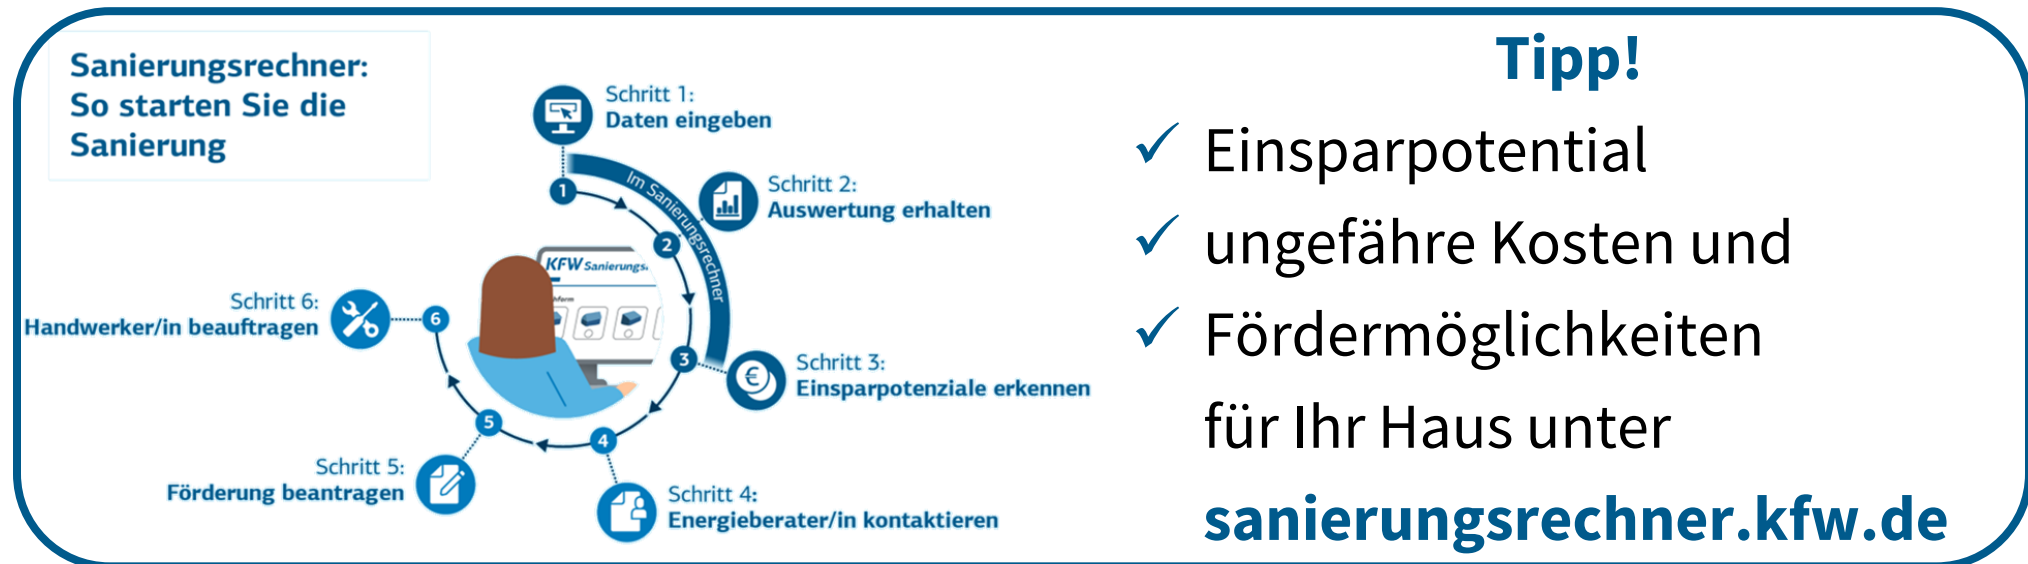 Sanierungsrechner:
So starten Sie die
Sanierung
Schritt 1:
Daten eingeben
Schritt 2:
Auswertung erhalten
Schritt 3:
Einsparpotenziale erkennen
Schritt 4:
Energieberater/in kontaktieren
Schritt 5:
Förderung beantragen
Schritt 6:
Handwerker/in beauftragen
Im Sanierungsrechner
1
2
3
4
5
6
KFW Sanierungs.
Tipp!
✓ Einsparpotential
✓ ungefähre Kosten und
✓ Fördermöglichkeiten
für Ihr Haus unter
sanierungsrechner.kfw.de